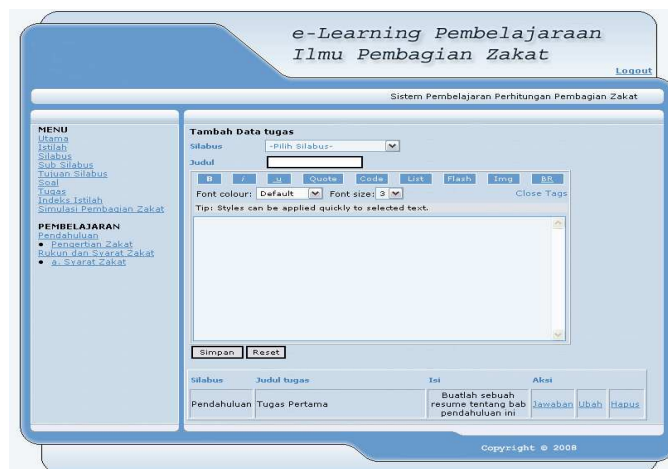 e-Learning Pembelajaraan
Ilmu Pembagian Zakat
Logout
Sistem Pembelajaran Perhitungan Pembagian Zakat
MENU
Utama
Istilah
Silabus
Sub Silabus
Tujuan Silabus
Soal
Tugas
Indeks Istilah
Simulasi Pembagian Zakat
PEMBELAJARAN
Pendahuluan
• Pengertian Zakat
Rukun dan Syarat Zakat
• a. Syarat Zakat
Tambah Data tugas
Silabus -Pilih Silabus-
Judul
B i u Quote Code List Flash Img BR
Font colour: Default Font size: 3 Close Tags
Tip: Styles can be applied quickly to selected text.
Simpan Reset
Silabus Judul tugas Isi Aksi
Pendahuluan Tugas Pertama Buatlah sebuah
resume tentang bab
pendahuluan ini
Jawaban Ubah Hapus
Copyright © 2008